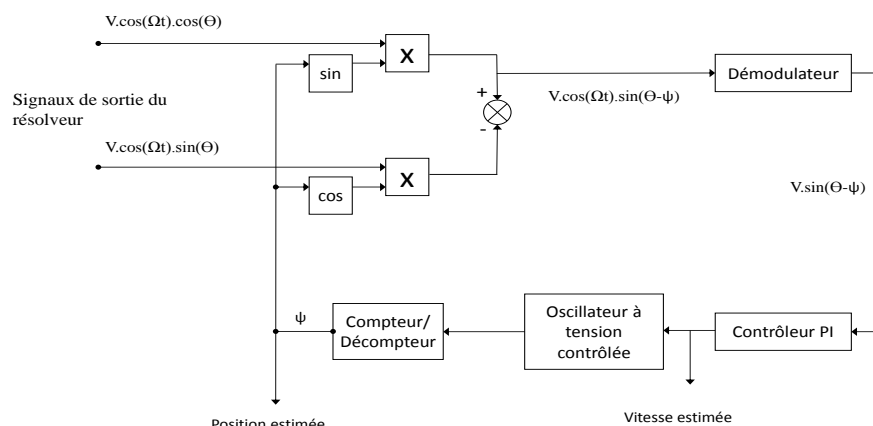 V.cos(Ωt).cos(Θ)
sin
X
Signaux de sortie du
résolveur
+
-
V.cos(Ωt).sin(Θ-ψ)
Démodulateur
V.cos(Ωt).sin(Θ)
cos
X
V.sin(Θ-ψ)
ψ
Compteur/
Décompteur
Oscillateur à
tension
contrôlée
Contrôleur PI
Position estimée
Vitesse estimée